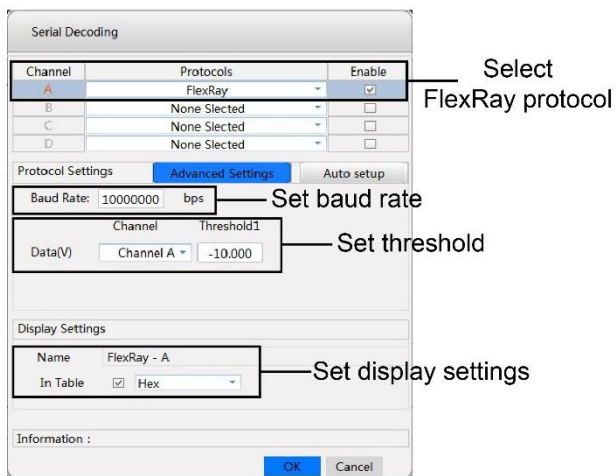 Serial Decoding
Channel Protocols Enable
A FlexRay
B None Slected
C None Slected
D None Slected
Select
FlexRay protocol
Protocol Settings Advanced Settings Auto setup
Baud Rate: 10000000 bps
Set baud rate
Channel Threshold1
Data(V) Channel A -10.000
Set threshold
Display Settings
Name FlexRay - A
In Table Hex
Set display settings
Information :
OK Cancel